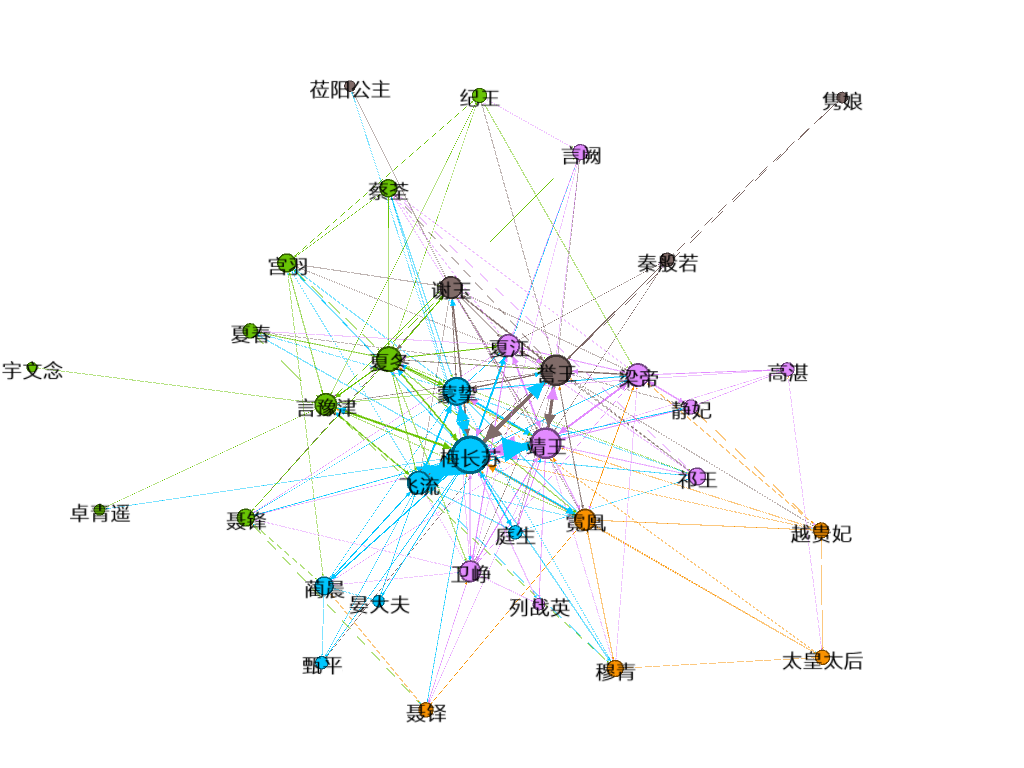 莅阳公主
纪王
隽娘
言阙
蔡荃
宫羽
秦般若
谢玉
夏春
夏冬
夏江
誉王
梁帝
高湛
宇文念
蒙挚
静妃
言豫津
靖王
梅长苏
飞流
祁王
卓青遥
聂锋
霓凰
庭生
越贵妃
卫峥
蔺晨
晏大夫
列战英
甄平
穆青
太皇太后
聂铎